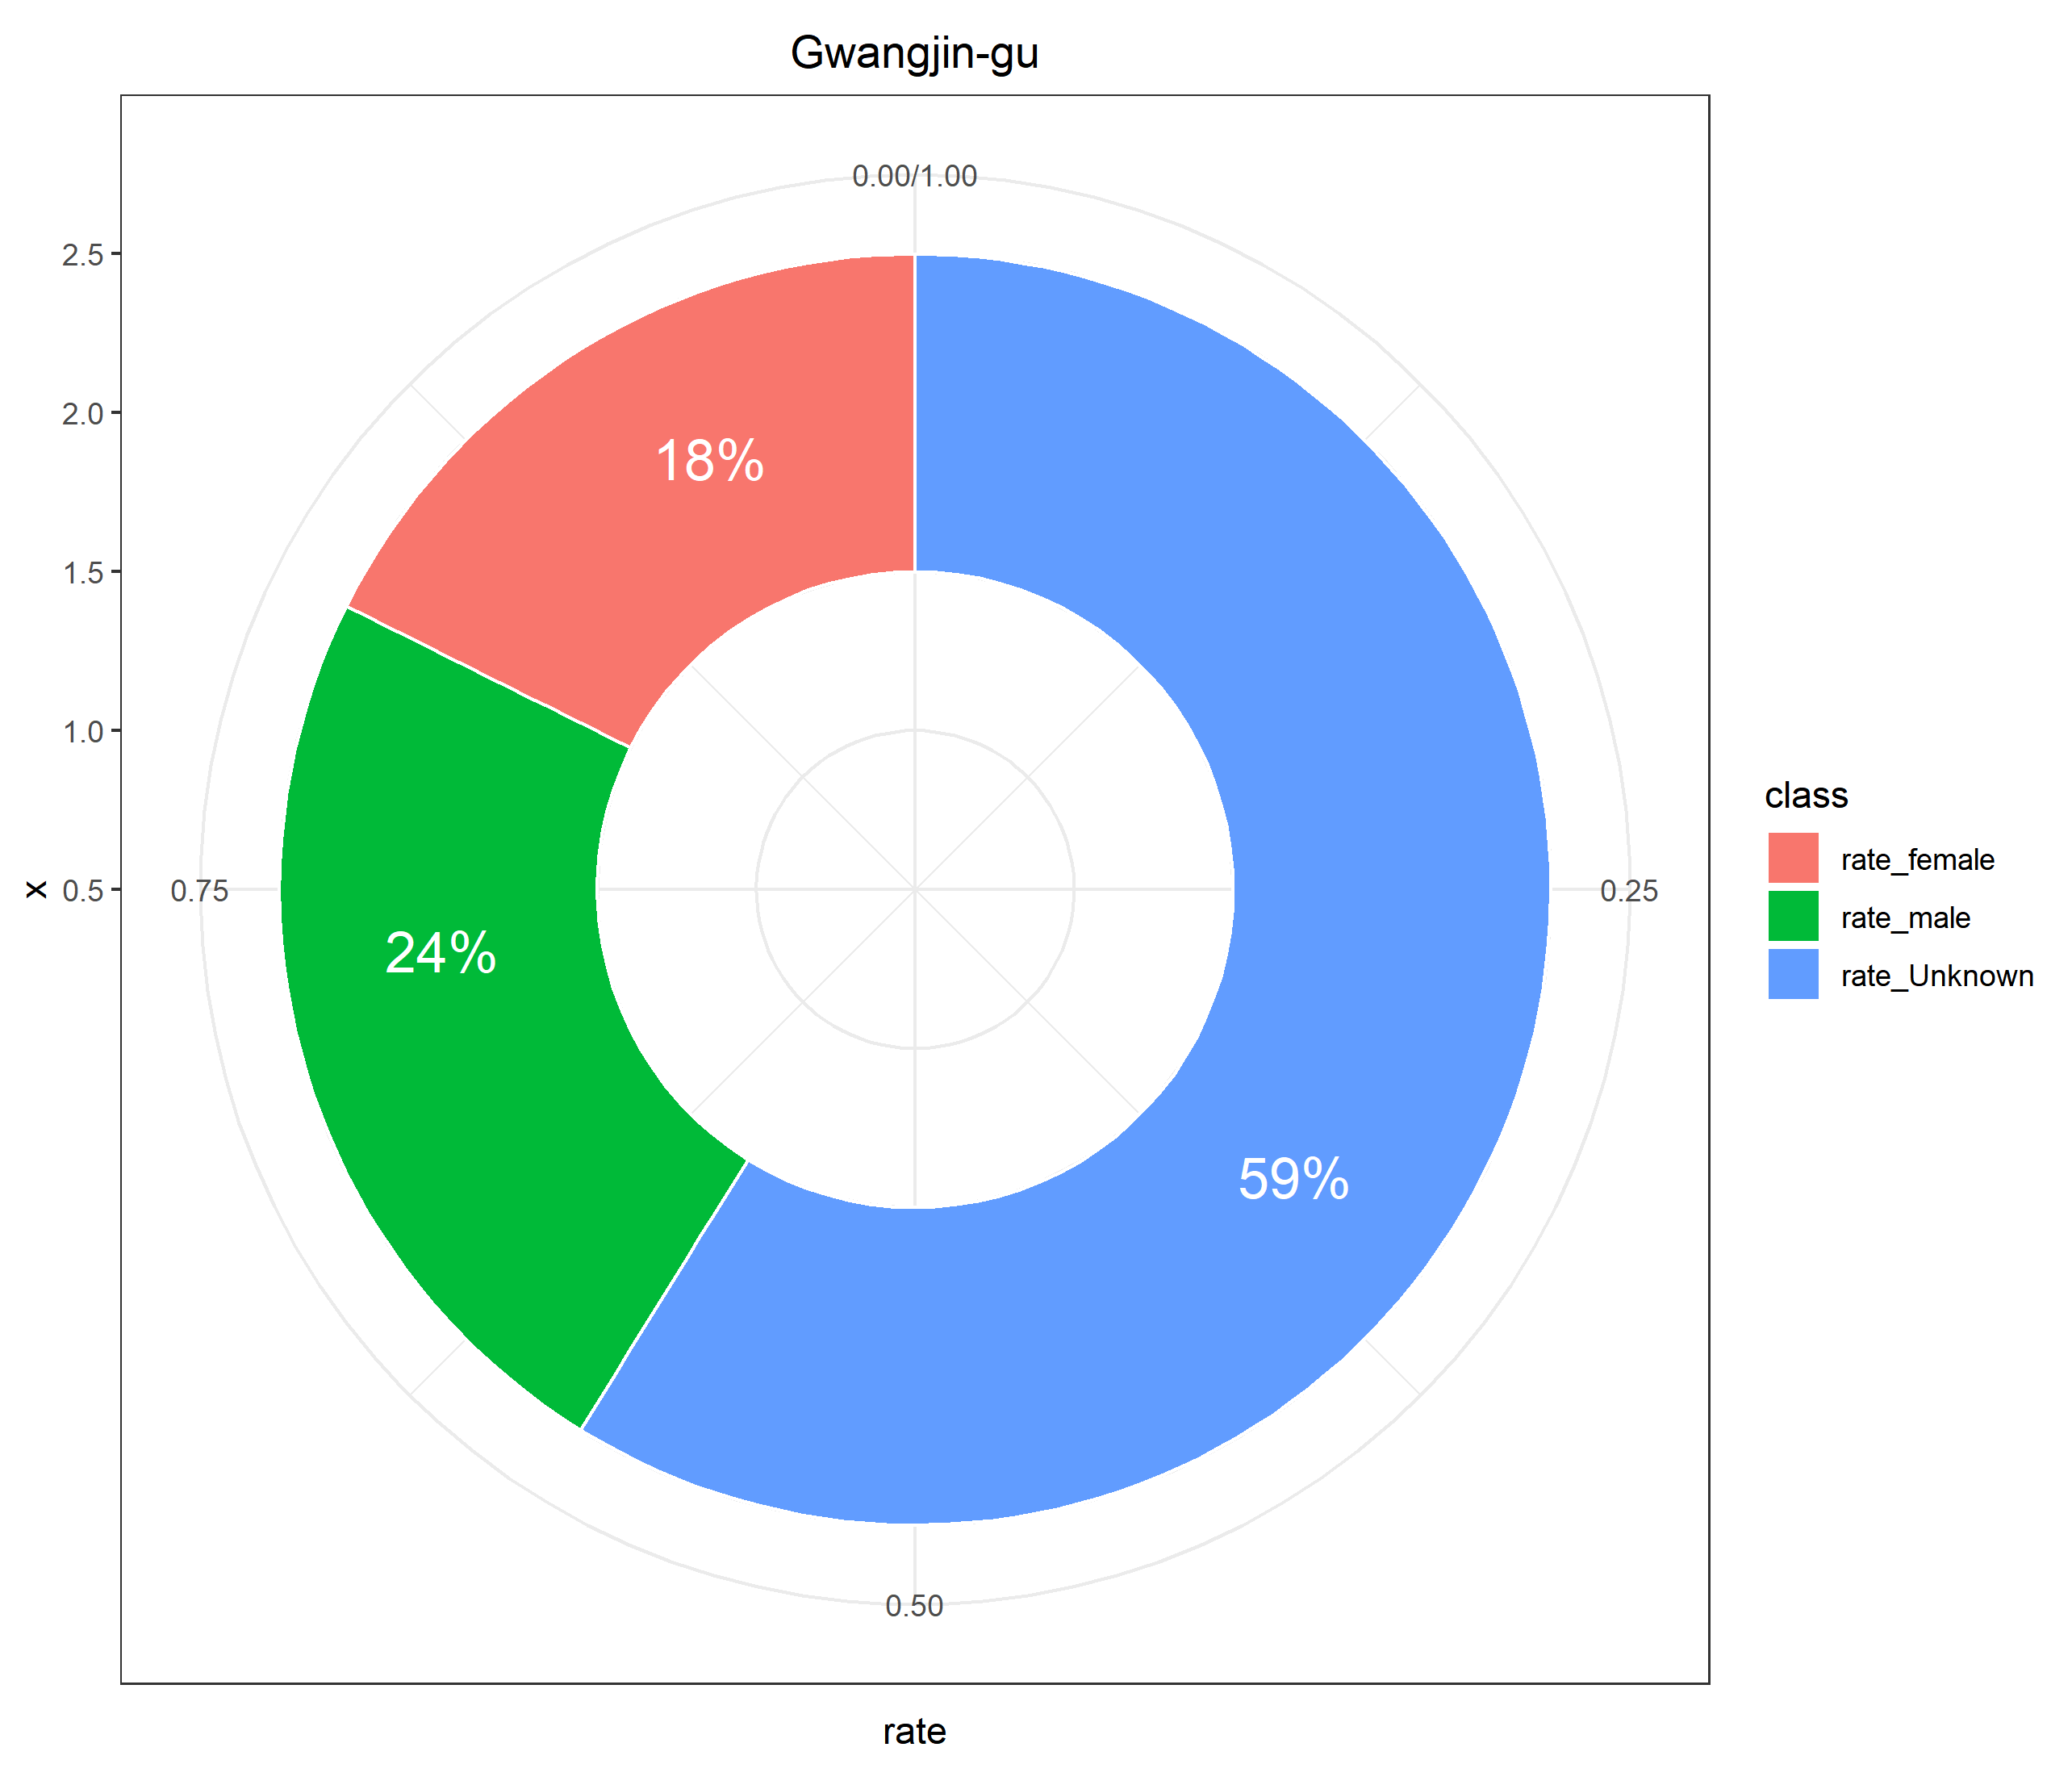 Gwangjin-gu
0.00/1.00
2.5
2.0
18%
1.5
1.0
x
0.5
0.75
0.25
24%
59%
0.50
rate
class
rate_female
rate_male
rate_Unknown